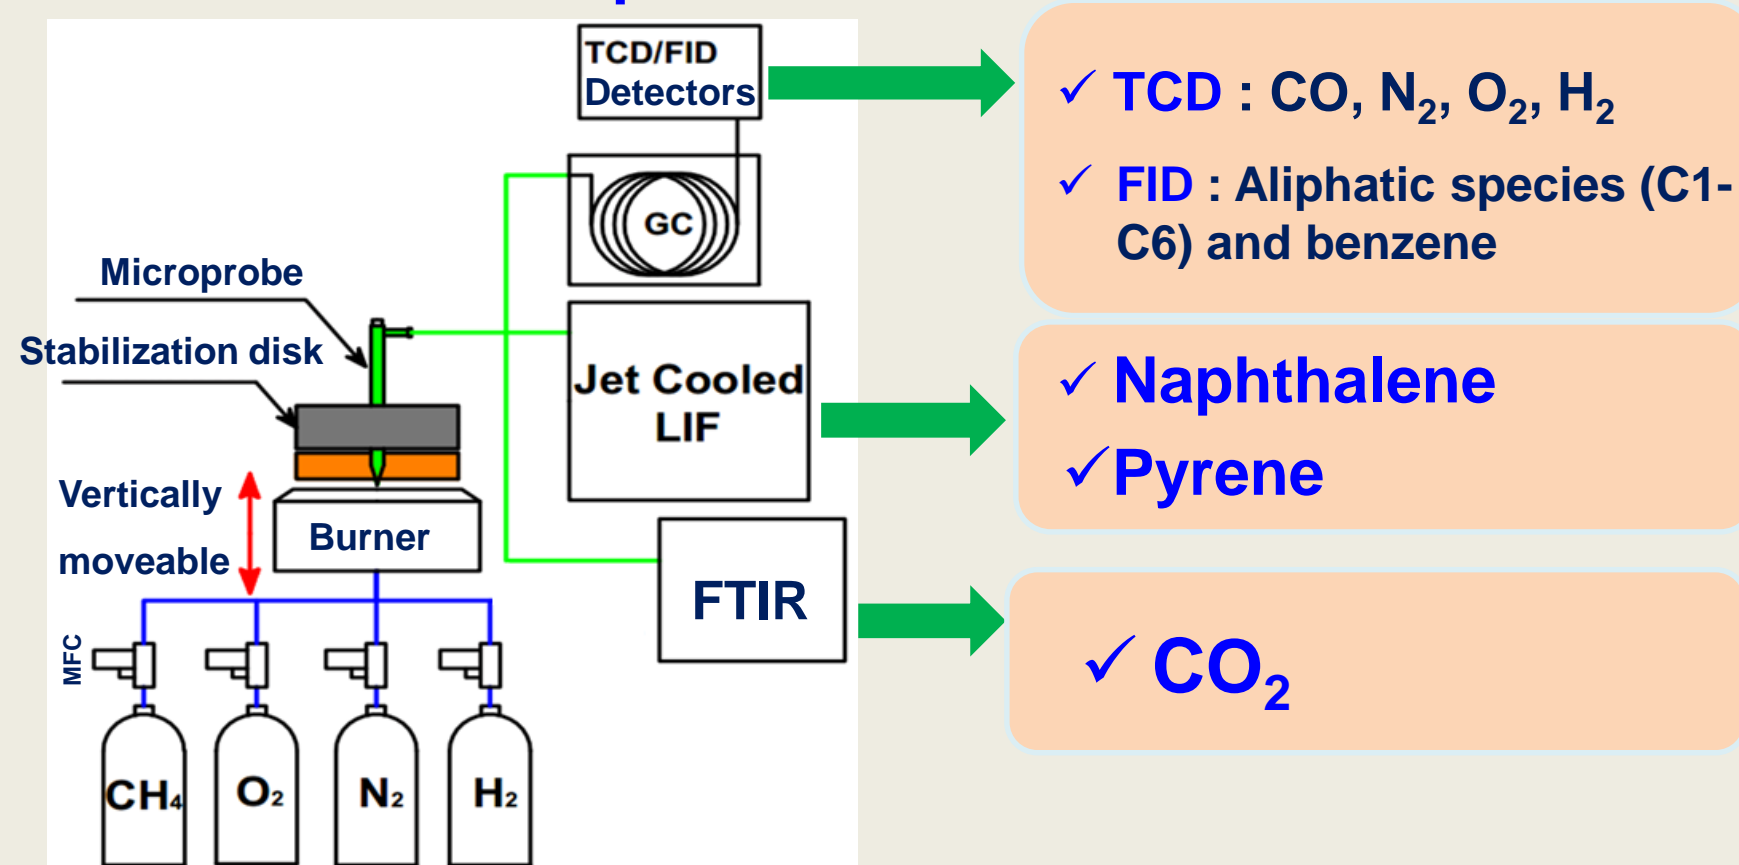 TCD/FID
Detectors
GC
Microprobe
Stabilization disk
Jet Cooled
LIF
Vertically
moveable
Burner
FTIR
MFC
CH₄
O₂
N₂
H₂
✓ TCD : CO, N₂, O₂, H₂
✓ FID : Aliphatic species (C1-
C6) and benzene
✓ Naphthalene
✓ Pyrene
✓ CO₂